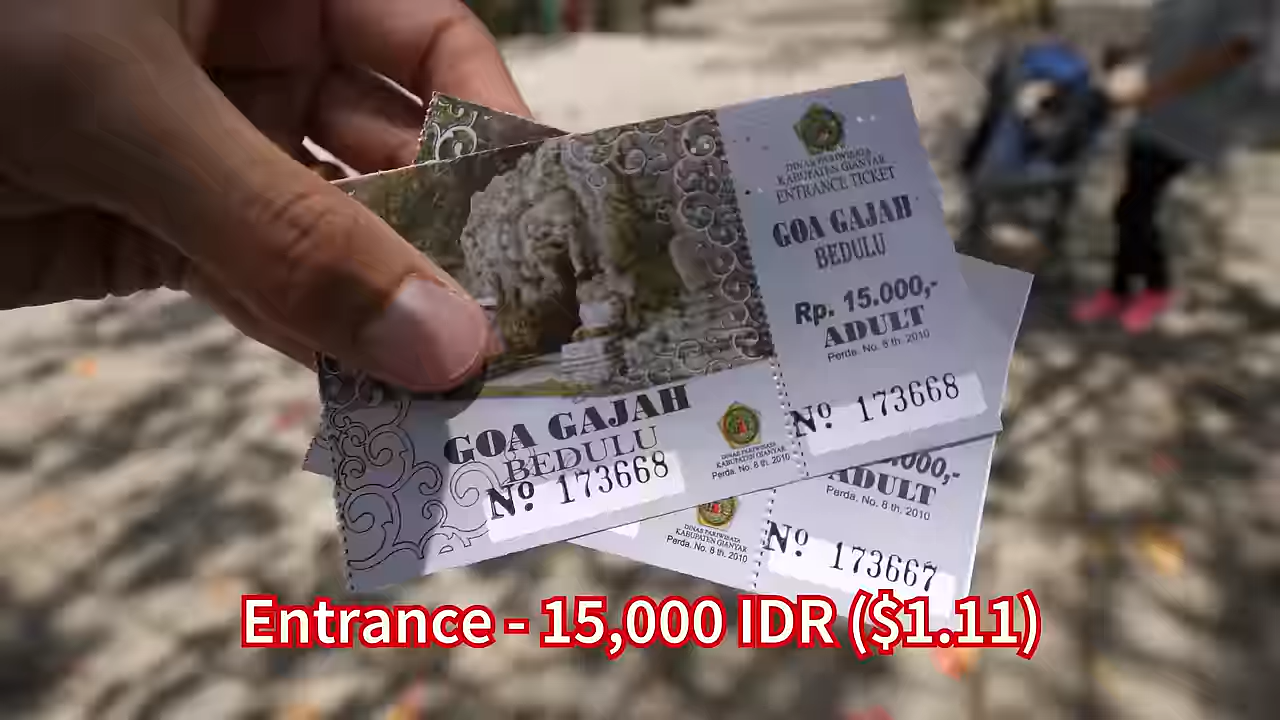 DINAS PARIWISATA
KABUPATEN GIANYAR
ENTRANCE TICKET
GOA GAJAH
BEDULU
Rp. 15.000,-
ADULT
Perda. No. 8 th. 2010
Nº 173668
GOA GAJAH
BEDULU
Nº 173668
DINAS PARIWISATA
KABUPATEN GIANYAR
Perda. No. 8 th. 2010
.000,-
ADULT
Perda. No. 8 th. 2010
Nº 173667
DINAS PARIWISATA
KABUPATEN GIANYAR
Perda. No. 8 th. 2010
Entrance - 15,000 IDR ($1.11)